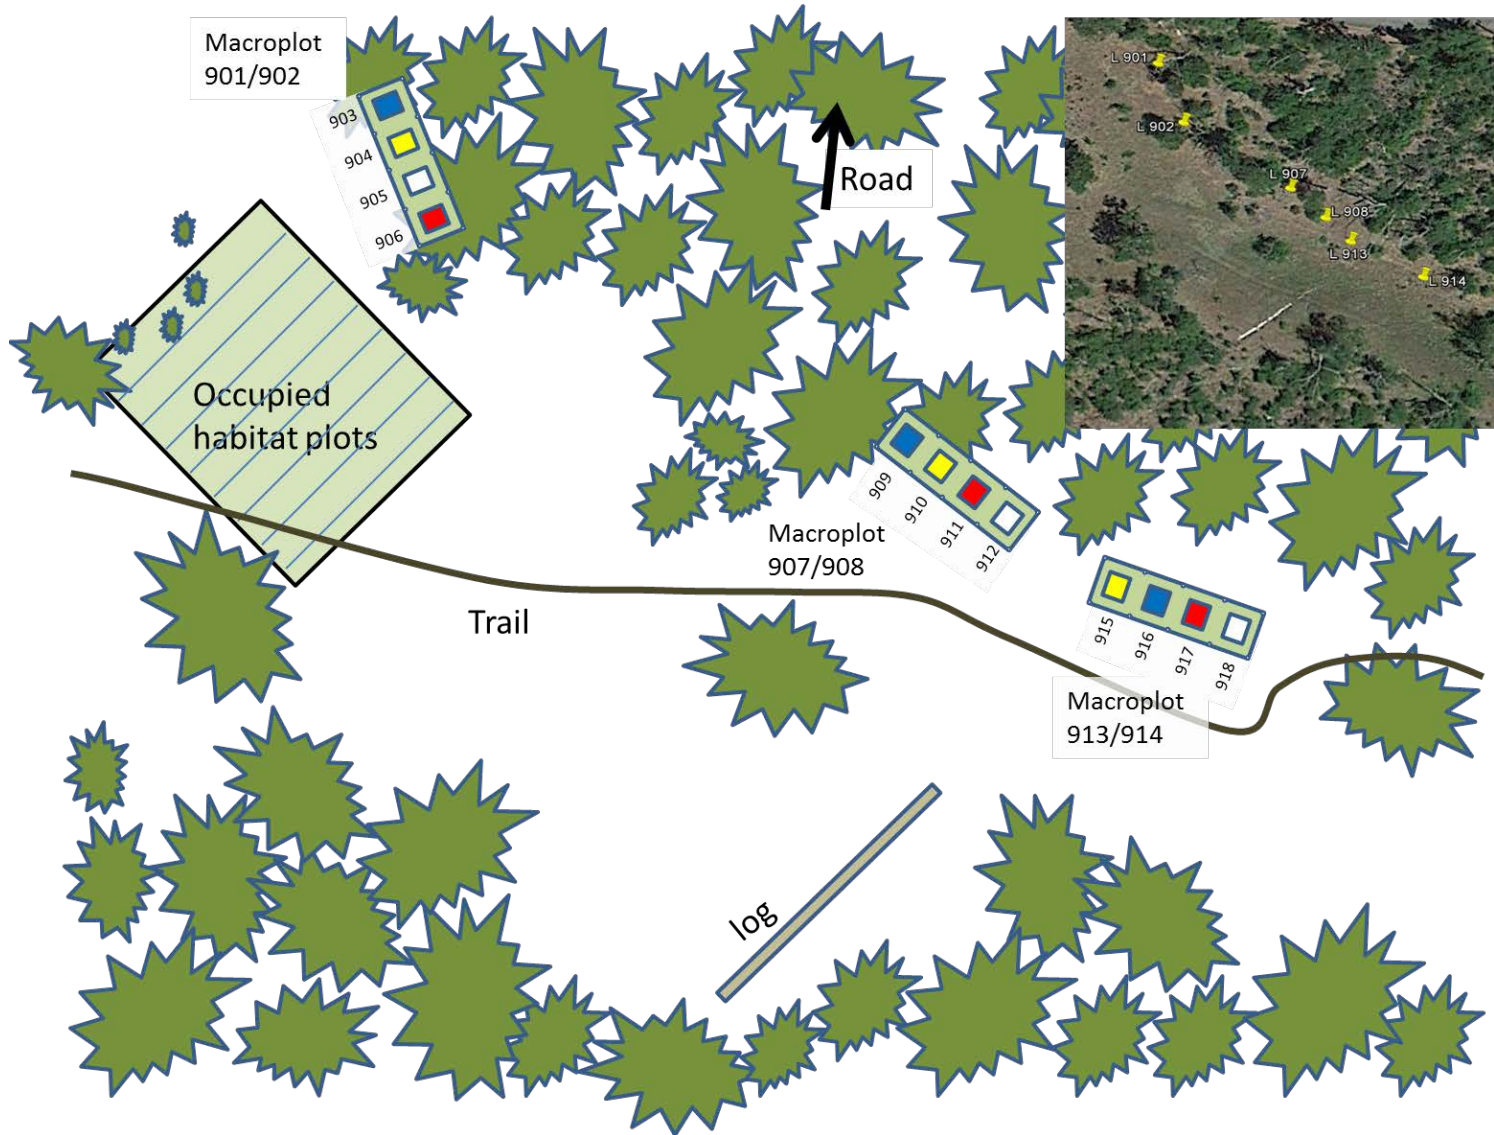 Macroplot
901/902
903
904
905
906
Road
L 901
L 902
L 907
L 908
L 913
L 914
Occupied
habitat plots
909
910
911
912
Macroplot
907/908
Trail
915
916
917
918
Macroplot
913/914
log